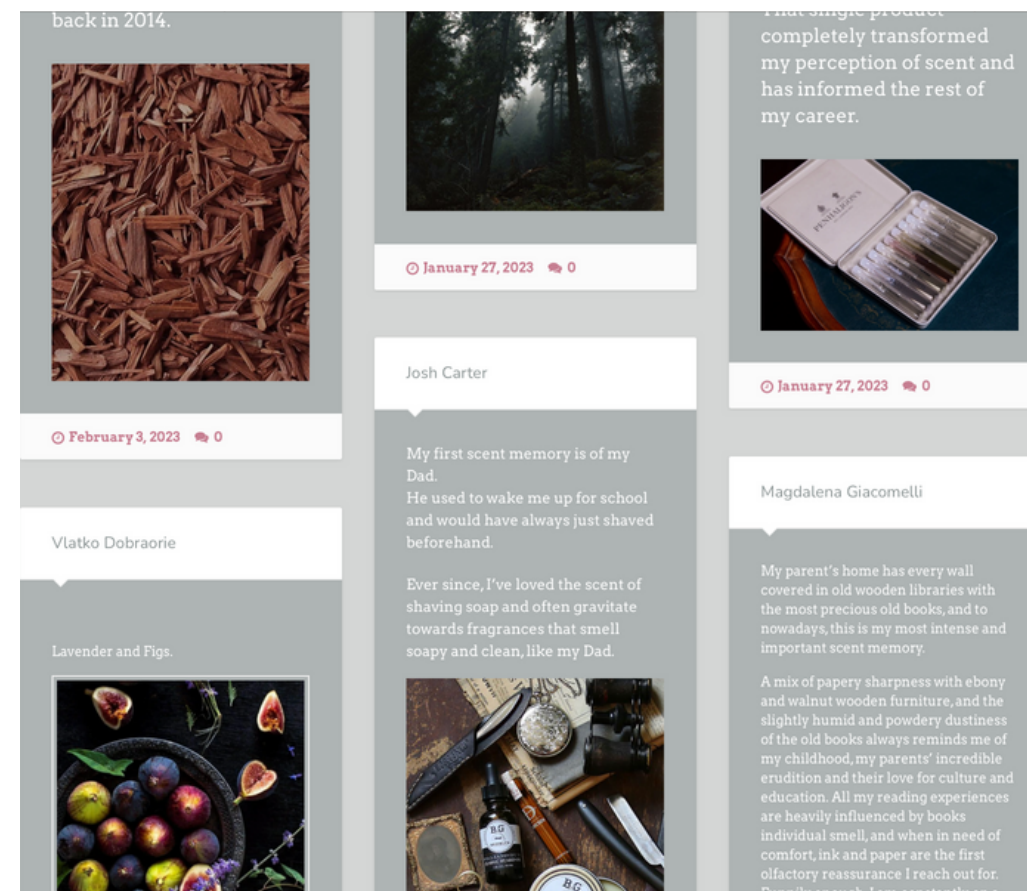 back in 2014.
February 3, 2023 0
Vlatko Dobraorie
Lavender and Figs.
January 27, 2023 0
Josh Carter
My first scent memory is of my
Dad.
He used to wake me up for school
and would have always just shaved
beforehand.
Ever since, I've loved the scent of
shaving soap and often gravitate
towards fragrances that smell
soapy and clean, like my Dad.
B.G
B.G
That single product
completely transformed
my perception of scent and
has informed the rest of
my career.
PENHALIGON'S
January 27, 2023 0
Magdalena Giacomelli
My parent's home has every wall
covered in old wooden libraries with
the most precious old books, and to
nowadays, this is my most intense and
important scent memory.
A mix of papery sharpness with ebony
and walnut wooden furniture, and the
slightly humid and powdery dustiness
of the old books always reminds me of
my childhood, my parents' incredible
erudition and their love for culture and
education. All my reading experiences
are heavily influenced by books
individual smell, and when in need of
comfort, ink and paper are the first
olfactory reassurance I reach out for.